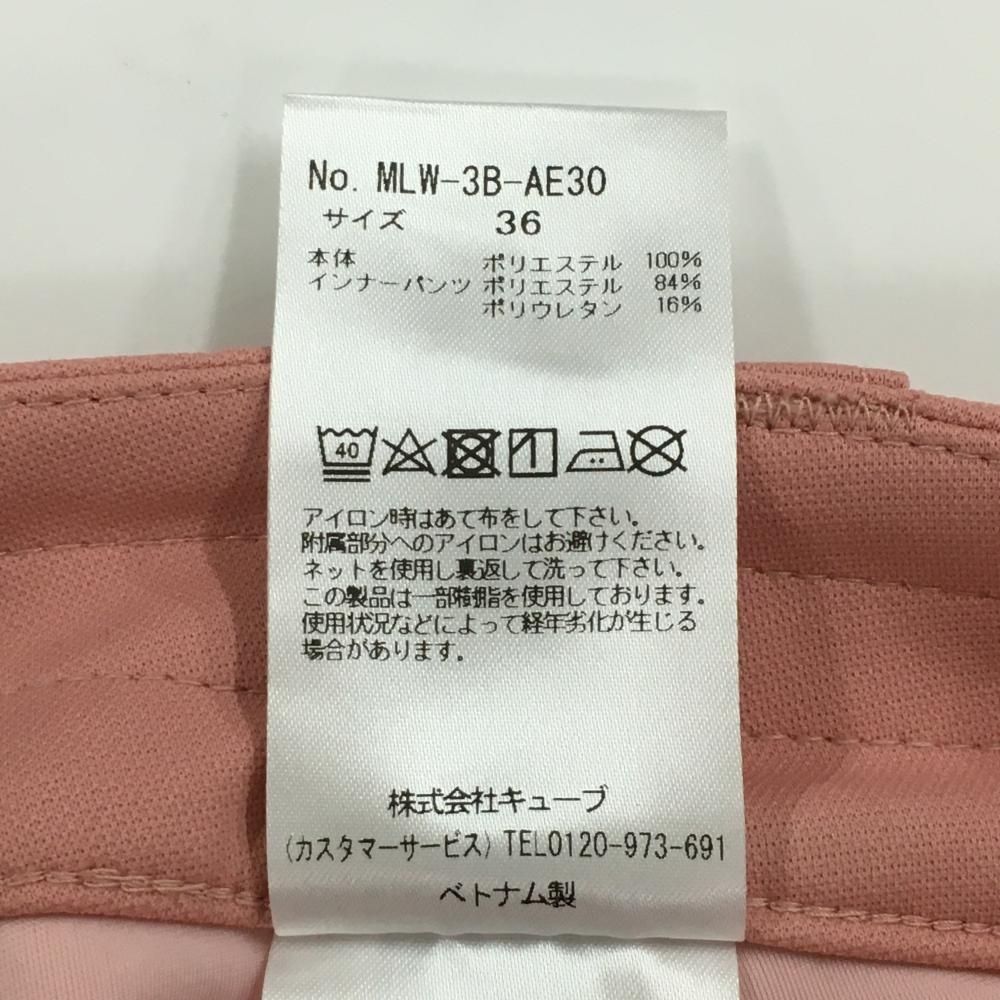 No. MLW-3B-AE30
サイズ 36
本体 ポリエステル 100%
インナーパンツ ポリエステル 84%
ポリウレタン 16%
40
アイロン時はあて布をして下さい。
附属部分へのアイロンはお避けください。
ネットを使用し裏返して洗って下さい。
この製品は一部樹脂を使用しております。
使用状況などによって経年劣化が生じる
場合があります。
株式会社キューブ
(カスタマーサービス) TEL0120-973-691
ベトナム製